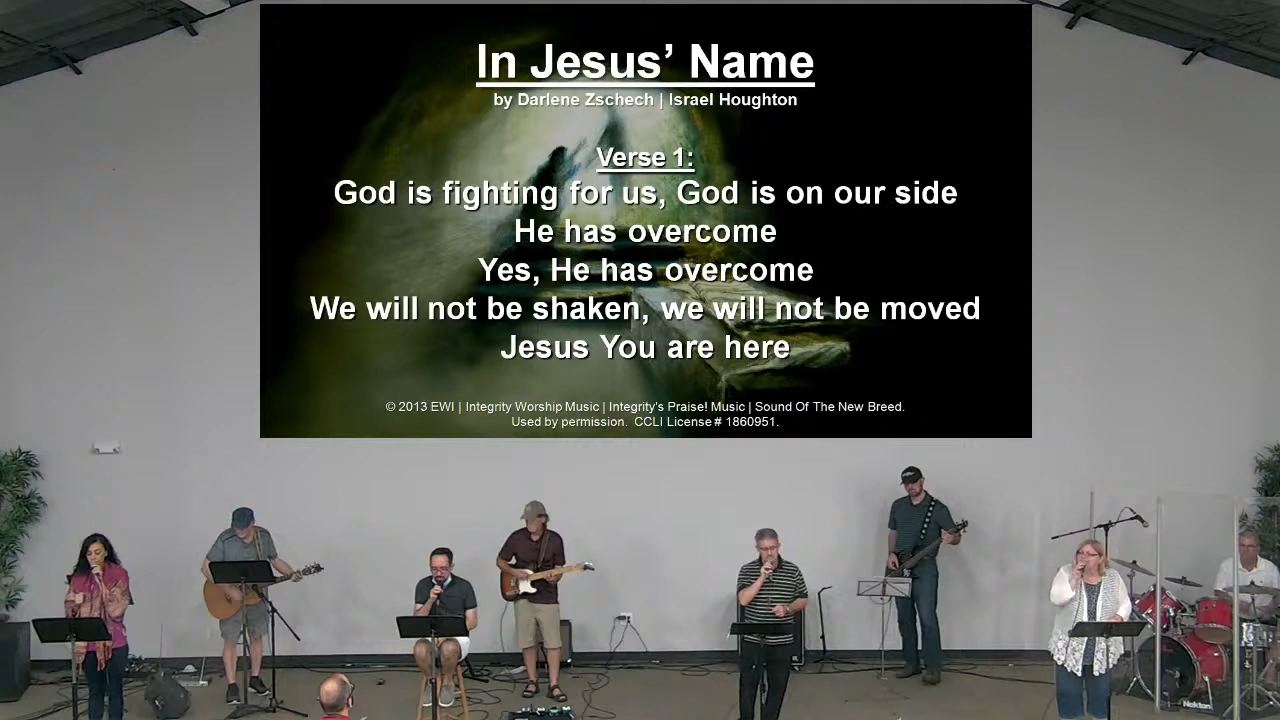 In Jesus’ Name
by Darlene Zschech | Israel Houghton
Verse 1:
God is fighting for us, God is on our side
He has overcome
Yes, He has overcome
We will not be shaken, we will not be moved
Jesus You are here
© 2013 EWI | Integrity Worship Music | Integrity's Praise! Music | Sound Of The New Breed.
Used by permission. CCLI License # 1860951.